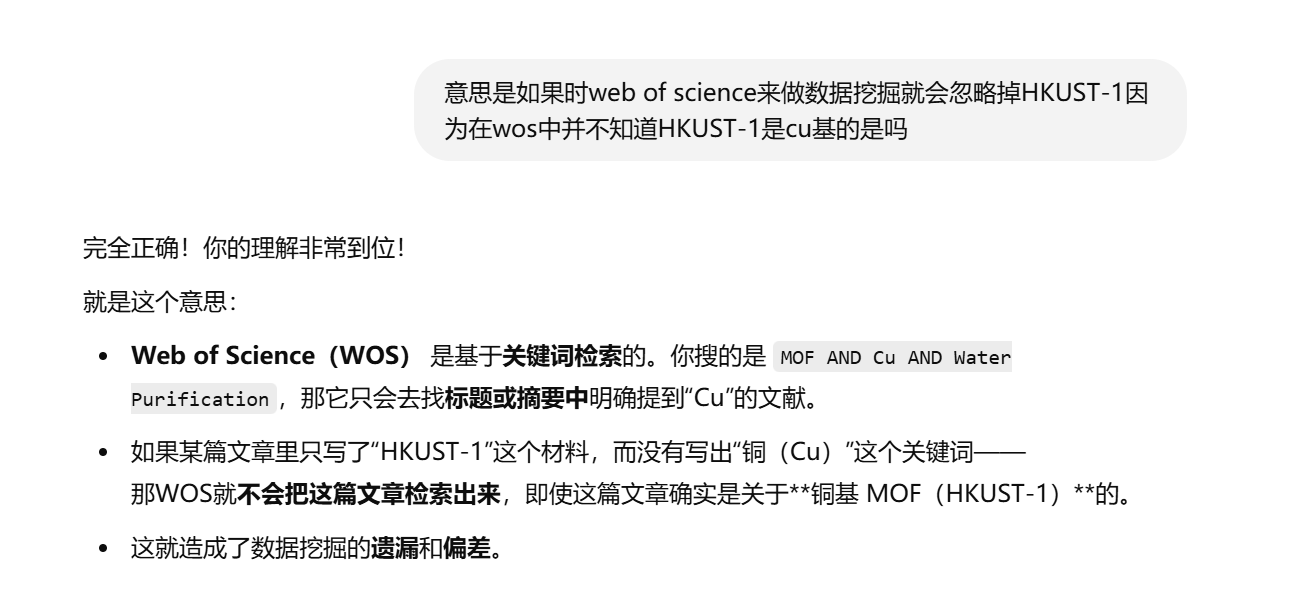 意思是如果时web of science来做数据挖掘就会忽略掉HKUST-1因
为在wos中并不知道HKUST-1是cu基的是吗
完全正确！你的理解非常到位！
就是这个意思：
• Web of Science（WOS） 是基于关键词检索的。你搜的是 MOF AND Cu AND Water
Purification ，那它只会去找标题或摘要中明确提到“Cu”的文献。
• 如果某篇文章里只写了“HKUST-1”这个材料，而没有写出“铜（Cu）”这个关键词——
那WOS就不会把这篇文章检索出来，即使这篇文章确实是关于**铜基 MOF（HKUST-1）**的。
• 这就造成了数据挖掘的遗漏和偏差。